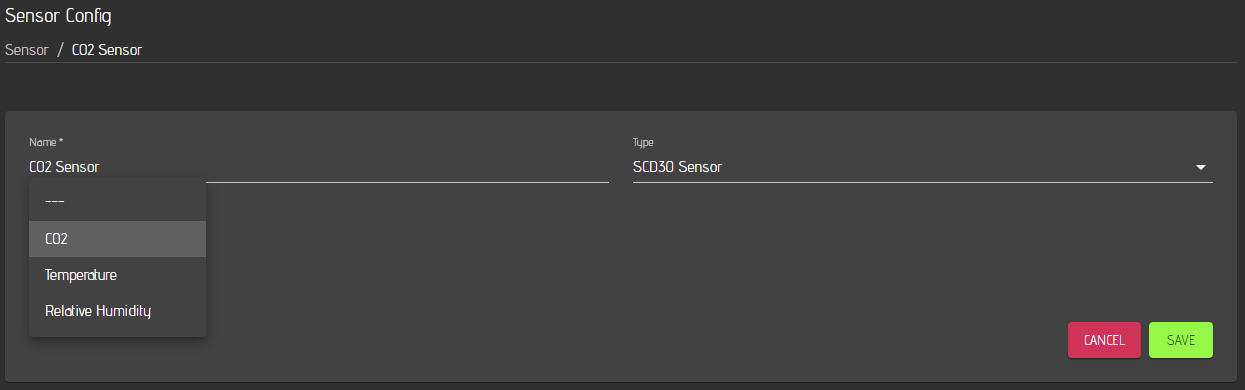 Sensor Config
Sensor / CO2 Sensor
Name *
Type
CO2 Sensor
SCD30 Sensor
---
CO2
Temperature
Relative Humidity
CANCEL
SAVE